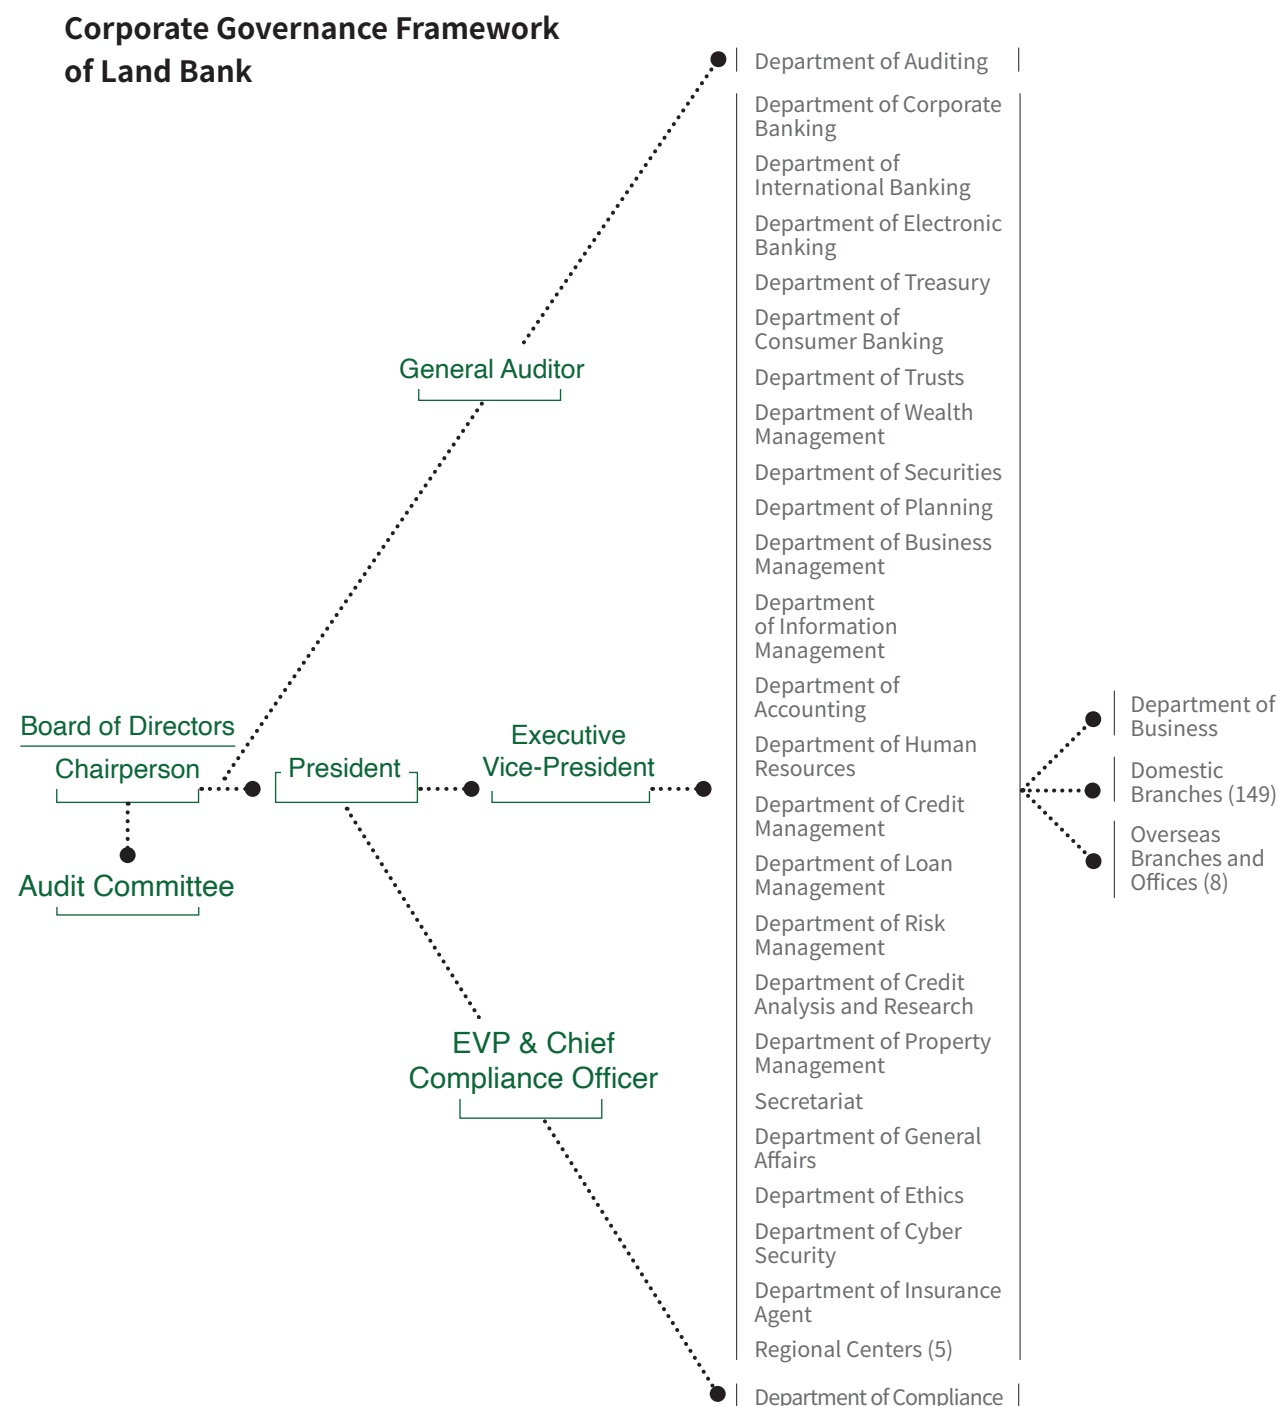 Corporate Governance Framework
of Land Bank
Board of Directors
Chairperson
Audit Committee
President
General Auditor
Executive
Vice-President
EVP & Chief
Compliance Officer
Department of Auditing
Department of Corporate
Banking
Department of
International Banking
Department of Electronic
Banking
Department of Treasury
Department of
Consumer Banking
Department of Trusts
Department of Wealth
Management
Department of Securities
Department of Planning
Department of Business
Management
Department
of Information
Management
Department of
Accounting
Department of Human
Resources
Department of Credit
Management
Department of Loan
Management
Department of Risk
Management
Department of Credit
Analysis and Research
Department of Property
Management
Secretariat
Department of General
Affairs
Department of Ethics
Department of Cyber
Security
Department of Insurance
Agent
Regional Centers (5)
Department of Compliance
Department of
Business
Domestic
Branches (149)
Overseas
Branches and
Offices (8)